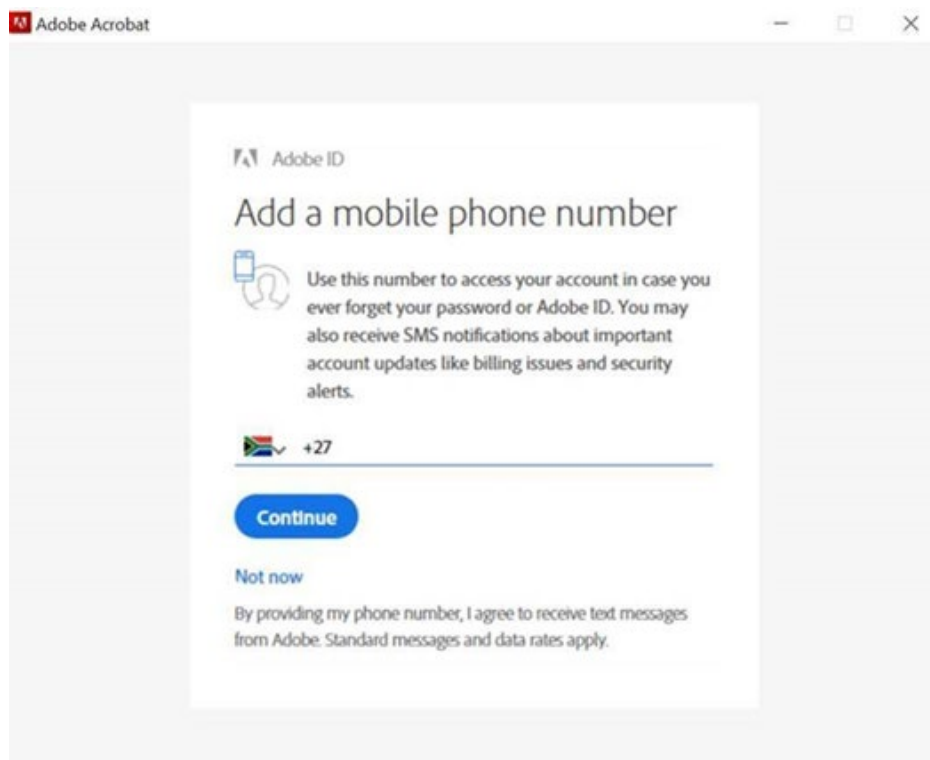 Adobe Acrobat
Adobe ID
Add a mobile phone number
Use this number to access your account in case you
ever forget your password or Adobe ID. You may
also receive SMS notifications about important
account updates like billing issues and security
alerts.
+27
Continue
Not now
By providing my phone number, I agree to receive text messages
from Adobe. Standard messages and data rates apply.